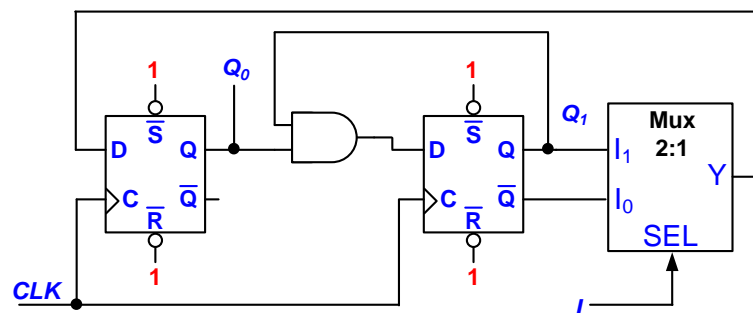 1
Q0
1
Q1
Mux
2:1
S̅
D
Q
C
Q̅
R̅
S̅
D
Q
C
Q̅
R̅
I1
I0
Y
SEL
1
1
CLK